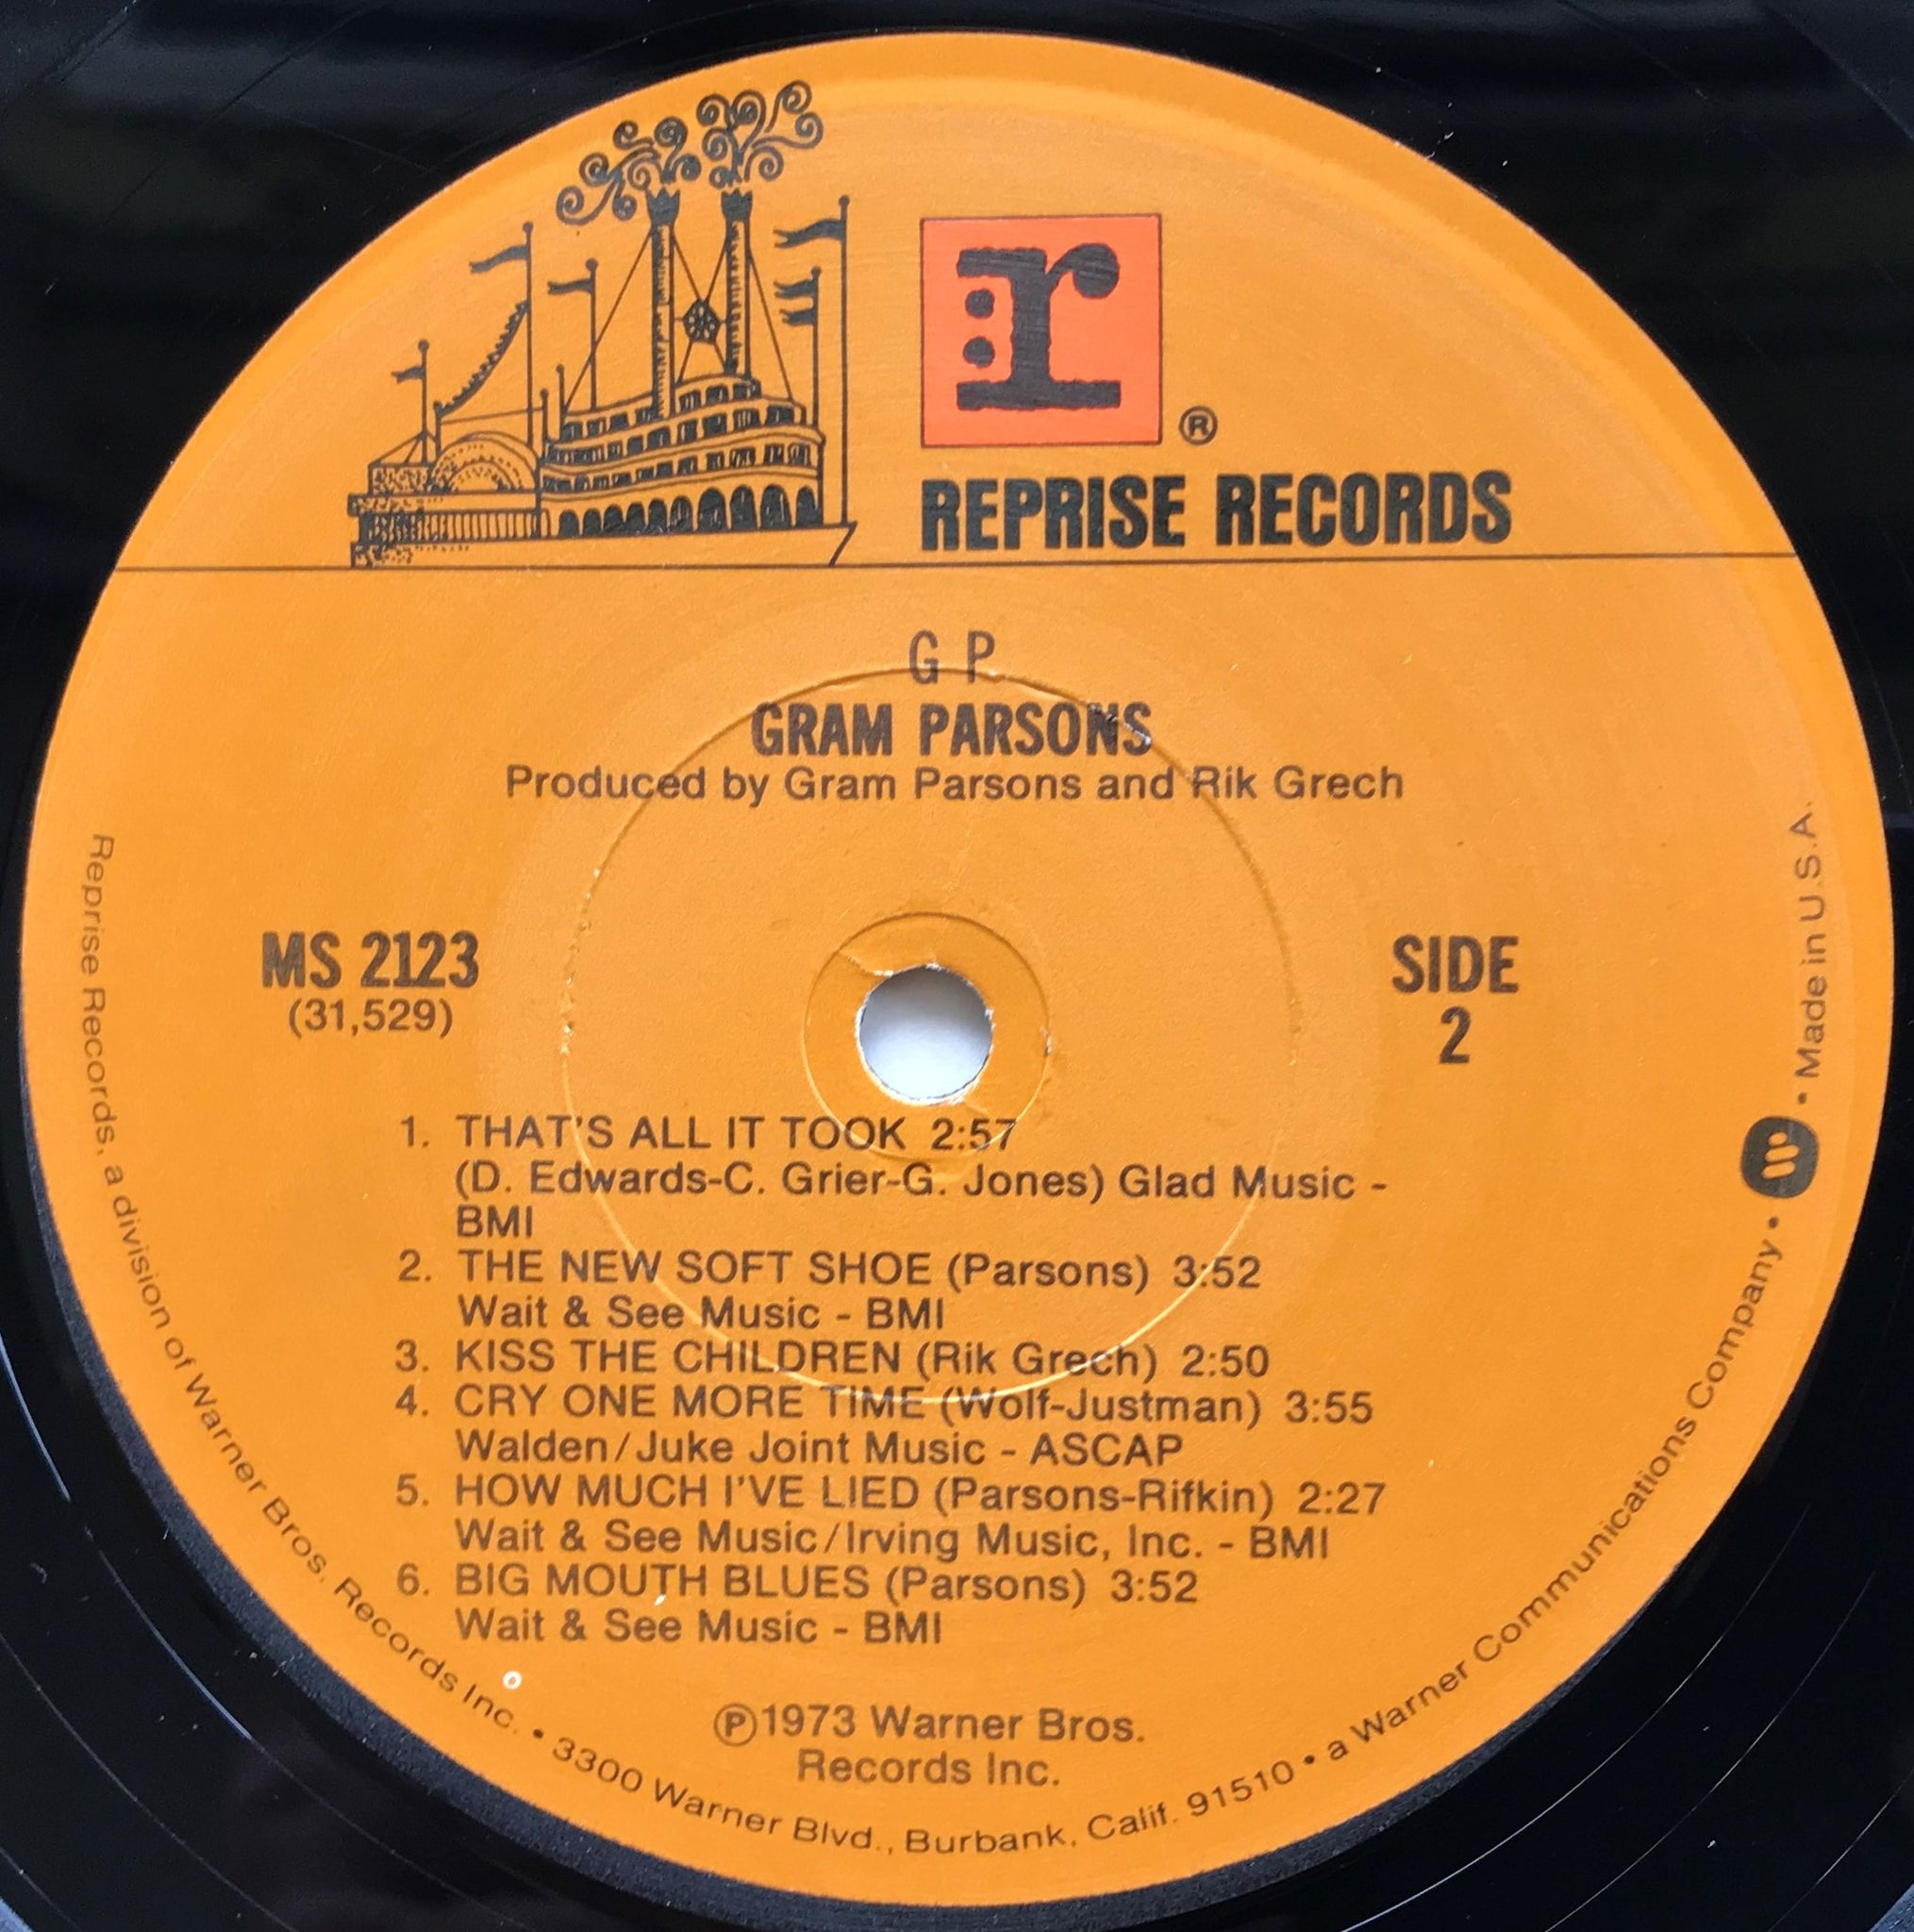 r
®
REPRISE RECORDS
G P
GRAM PARSONS
Produced by Gram Parsons and Rik Grech
MS 2123
(31,529)
SIDE
2
1. THAT'S ALL IT TOOK 2:57
(D. Edwards-C. Grier-G. Jones) Glad Music -
BMI
2. THE NEW SOFT SHOE (Parsons) 3:52
Wait & See Music - BMI
3. KISS THE CHILDREN (Rik Grech) 2:50
4. CRY ONE MORE TIME (Wolf-Justman) 3:55
Walden/Juke Joint Music - ASCAP
5. HOW MUCH I'VE LIED (Parsons-Rifkin) 2:27
Wait & See Music/Irving Music, Inc. - BMI
6. BIG MOUTH BLUES (Parsons) 3:52
Wait & See Music - BMI
℗1973 Warner Bros.
Records Inc.
Reprise Records, a division of Warner Bros. Records Inc. • 3300 Warner Blvd., Burbank, Calif. 91510 • a Warner Communications Company • W • Made in U.S.A.